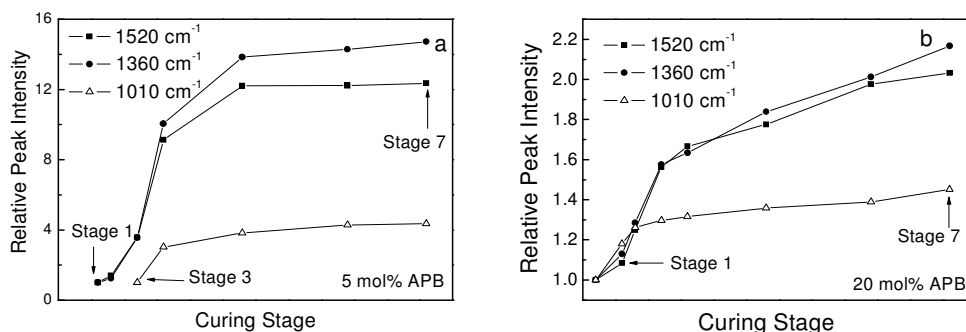 16
12
8
4
0
Relative Peak Intensity
1520 cm⁻¹
1360 cm⁻¹
1010 cm⁻¹
a
Stage 7
Stage 1
Stage 3
5 mol% APB
Curing Stage
2.2
2.0
1.8
1.6
1.4
1.2
1.0
Relative Peak Intensity
1520 cm⁻¹
1360 cm⁻¹
1010 cm⁻¹
b
Stage 7
Stage 1
20 mol% APB
Curing Stage